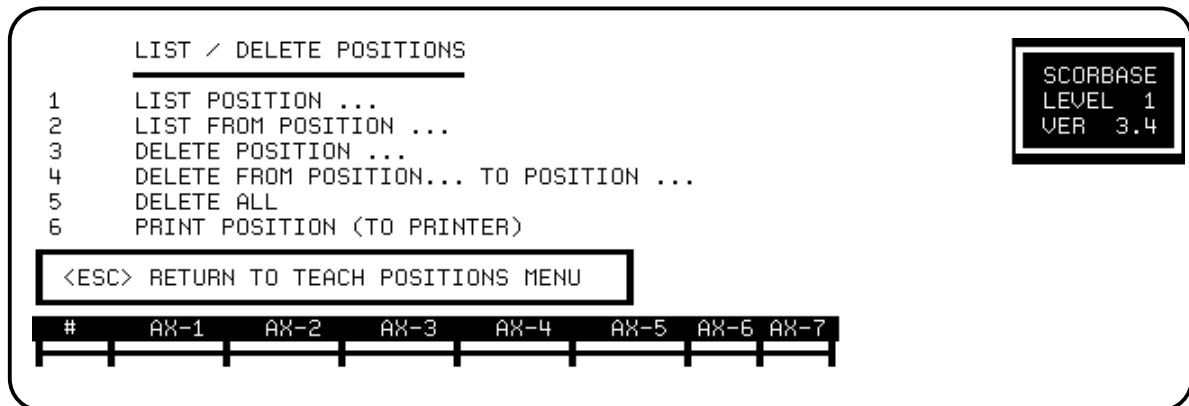 LIST / DELETE POSITIONS
SCORBASE
LEVEL 1
VER 3.4
1 LIST POSITION ...
2 LIST FROM POSITION ...
3 DELETE POSITION ...
4 DELETE FROM POSITION... TO POSITION ...
5 DELETE ALL
6 PRINT POSITION (TO PRINTER)
<ESC> RETURN TO TEACH POSITIONS MENU
# AX-1 AX-2 AX-3 AX-4 AX-5 AX-6 AX-7